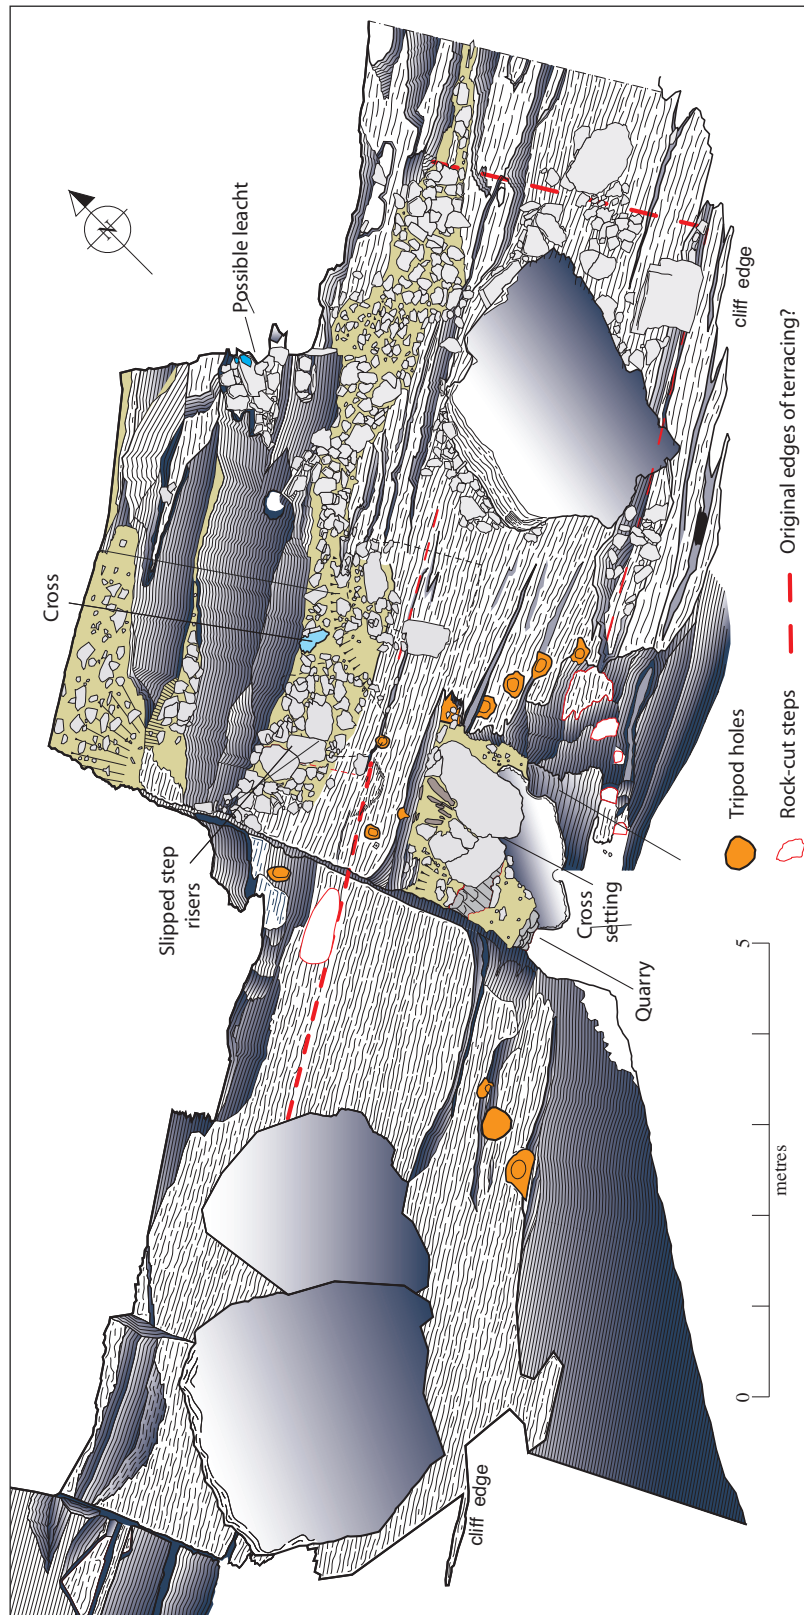 N
Cross
Possible leacht
Slipped step
risers
cliff edge
Cross
setting
Quarry
cliff edge
0
5
metres
Tripod holes
Rock-cut steps
Original edges of terracing?